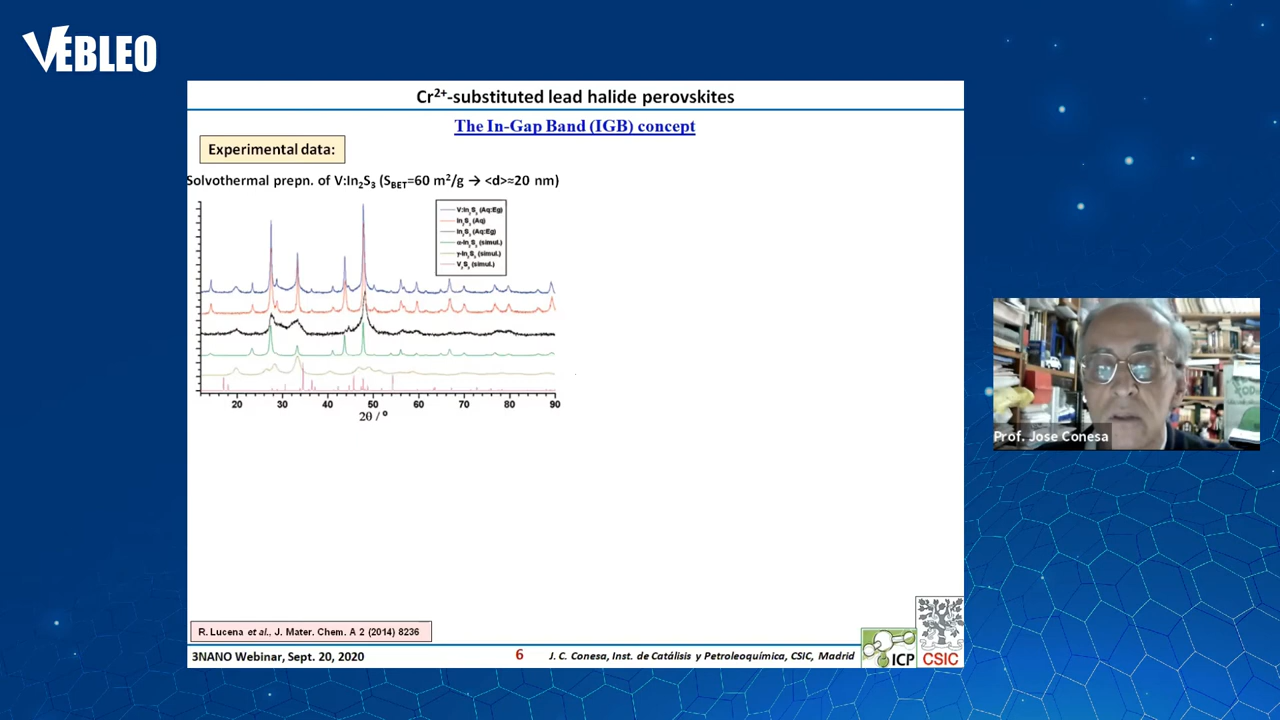 VEBLEO
Cr²⁺-substituted lead halide perovskites
The In-Gap Band (IGB) concept
Experimental data:
Solvothermal prepn. of V:In₂S₃ (S_BET=60 m²/g → <d>≈20 nm)
V:In₂S₃ (Aq:Eg)
In₂S₃ (Aq)
In₂S₃ (Aq:Eg)
α-In₂S₃ (simul.)
γ-In₂S₃ (simul.)
V₂S₃ (simul.)
20 30 40 50 60 70 80 90
2θ / º
Prof. Jose Conesa
R. Lucena et al., J. Mater. Chem. A 2 (2014) 8236
3NANO Webinar, Sept. 20, 2020
6
J. C. Conesa, Inst. de Catálisis y Petroleoquímica, CSIC, Madrid
ICP
CSIC